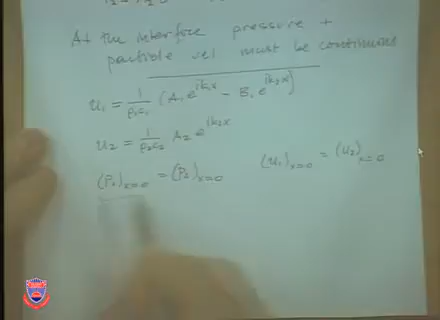 At the interface pressure +
particle vel must be continuous
u₁ = 1/ρ₁c₁ (A₁ e^{ik₁x} - B₁ e^{ik₂x})
u₂ = 1/ρ₂c₂ A₂ e^{ik₂x}
(P₁)ₓ₌₀ = (P₂)ₓ₌₀ (u₁)ₓ₌₀ = (u₂)ₓ₌₀